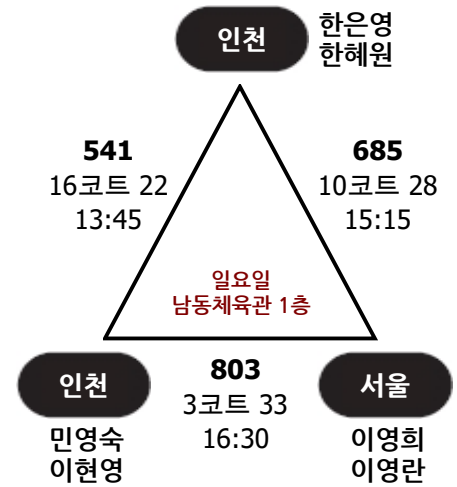 인천
한은영
한혜원
541
16코트 22
13:45
685
10코트 28
15:15
일요일
남동체육관 1층
인천
민영숙
이현영
803
3코트 33
16:30
서울
이영희
이영란